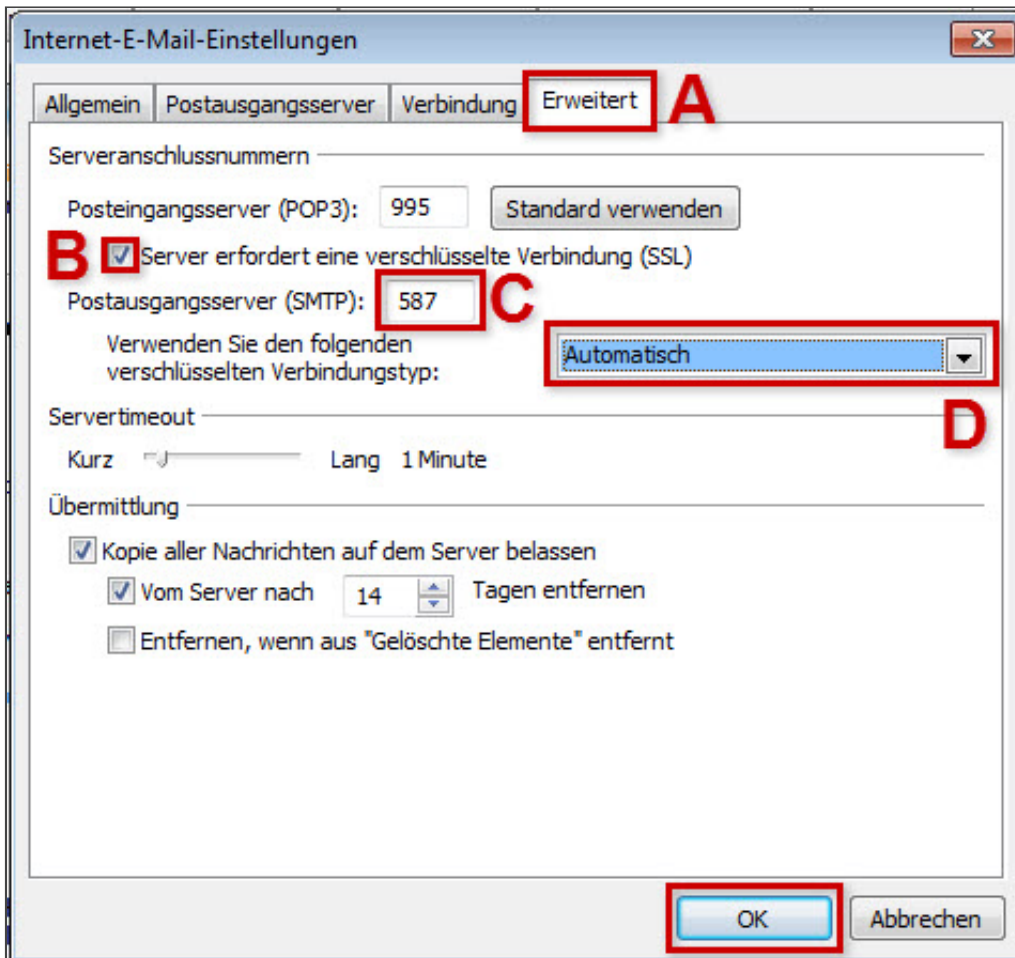 Internet-E-Mail-Einstellungen
Allgemein Postausgangsserver Verbindung Erweitert A
Serveranschlussnummern
Posteingangsserver (POP3): 995 Standard verwenden
B Server erfordert eine verschlüsselte Verbindung (SSL)
Postausgangsserver (SMTP): 587 C
Verwenden Sie den folgenden
verschlüsselten Verbindungstyp: Automatisch
D
Servertimeout
Kurz Lang 1 Minute
Übermittlung
Kopie aller Nachrichten auf dem Server belassen
Vom Server nach 14 Tagen entfernen
Entfernen, wenn aus "Gelöschte Elemente" entfernt
OK Abbrechen